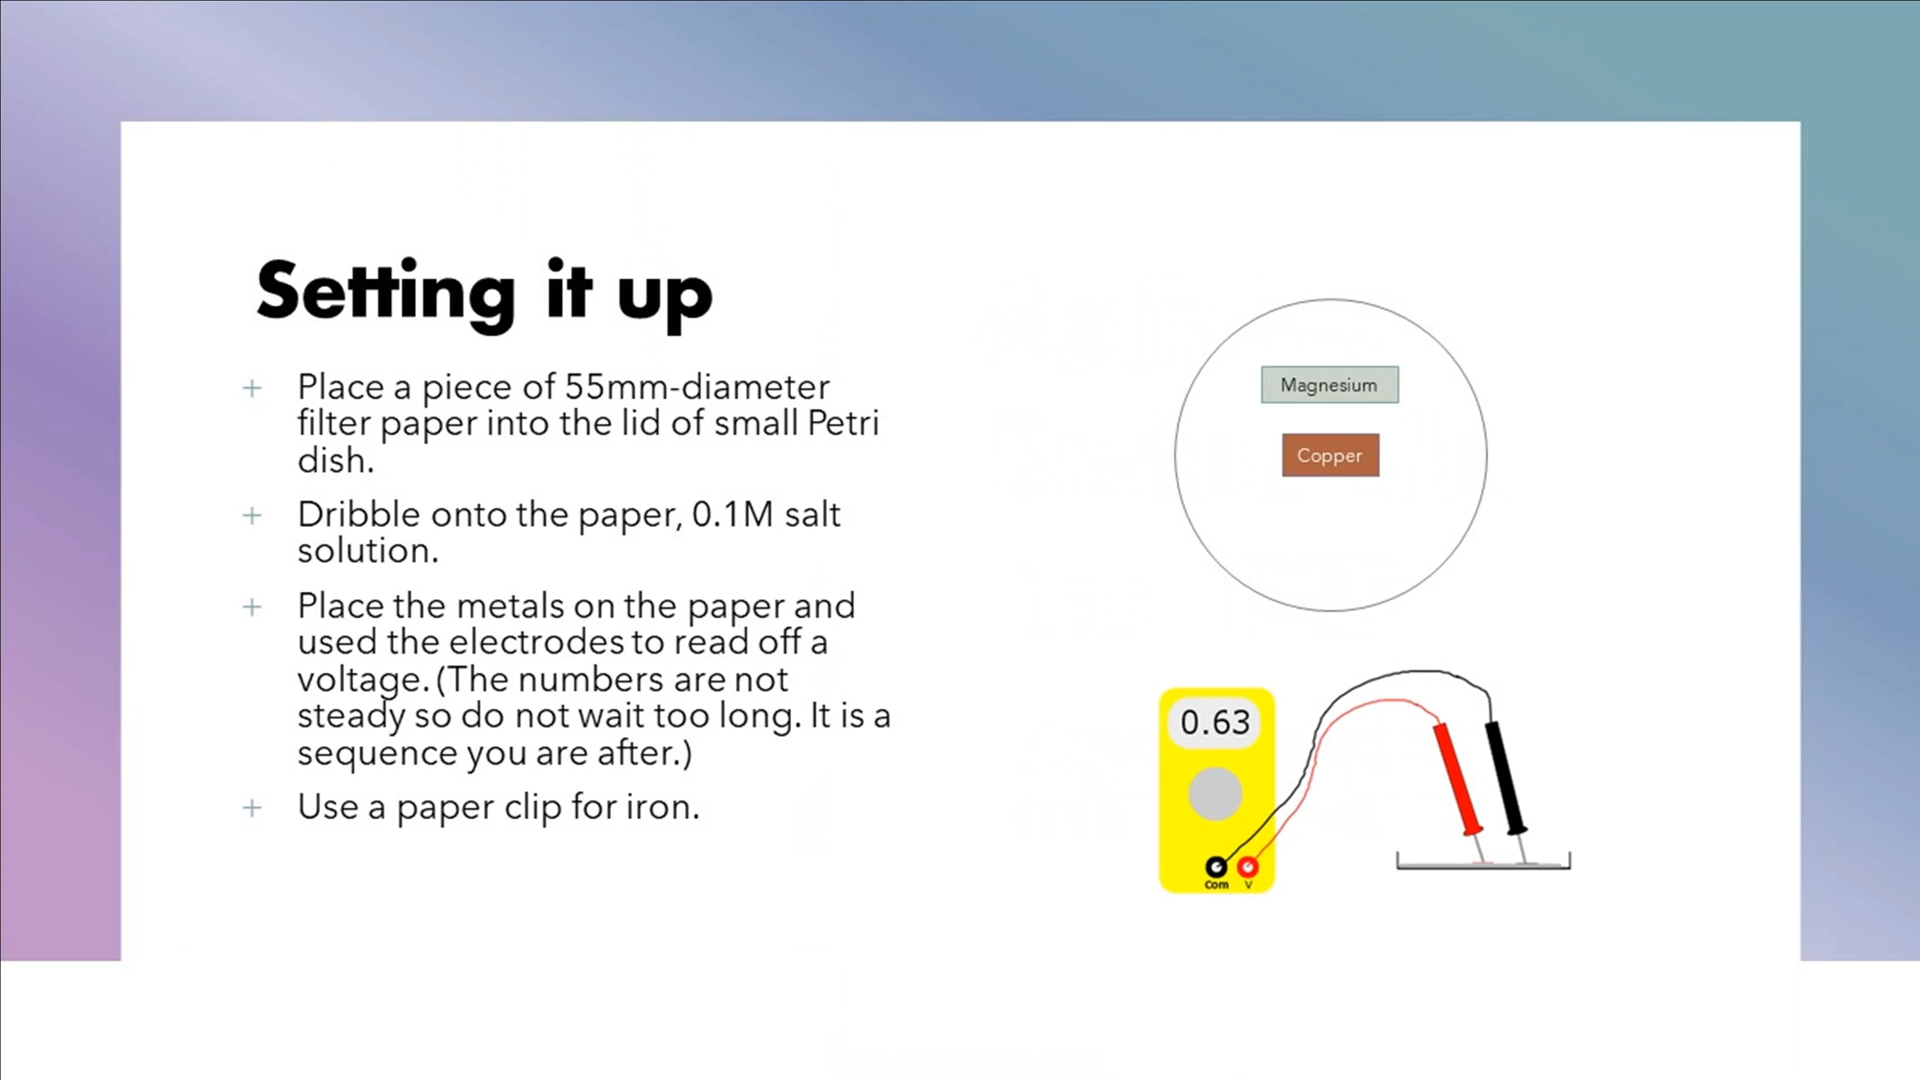 Setting it up
+ Place a piece of 55mm-diameter
filter paper into the lid of small Petri
dish.
+ Dribble onto the paper, 0.1M salt
solution.
+ Place the metals on the paper and
used the electrodes to read off a
voltage. (The numbers are not
steady so do not wait too long. It is a
sequence you are after.)
+ Use a paper clip for iron.
Magnesium
Copper
0.63
Com V